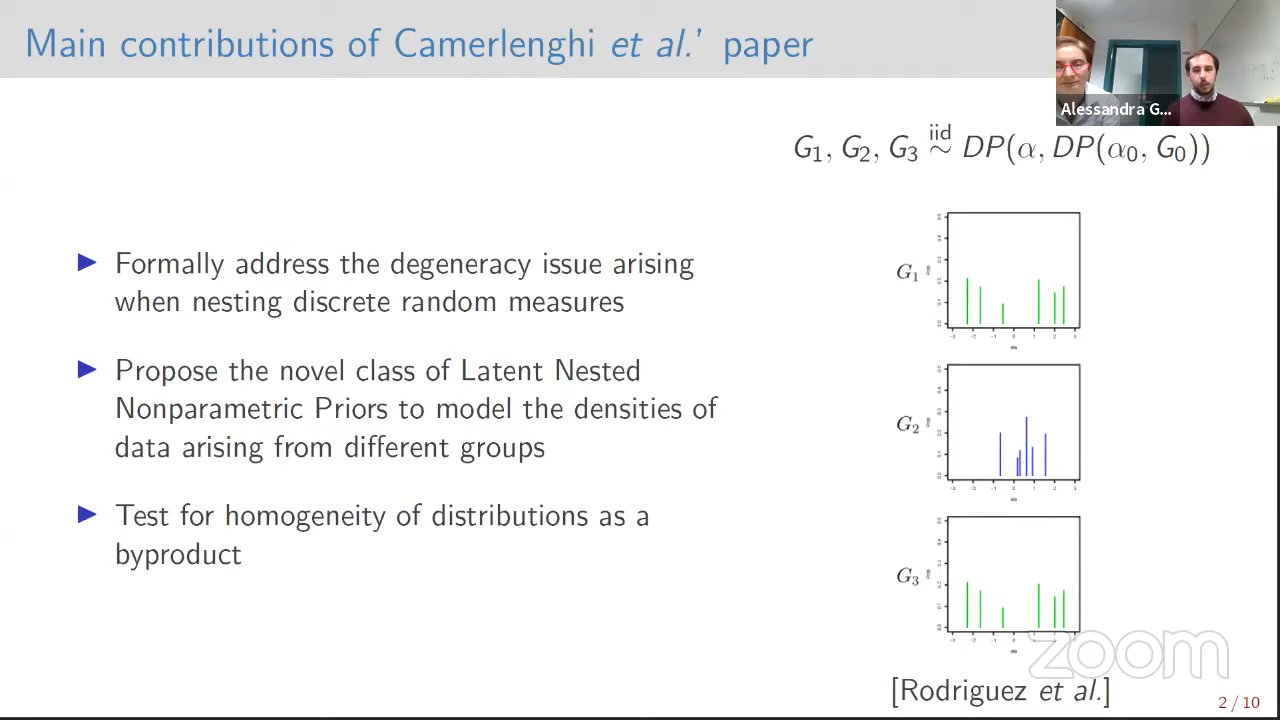 Main contributions of Camerlenghi et al.' paper
Alessandra G...
G₁, G₂, G₃ iid ~ DP(α, DP(α₀, G₀))
▶ Formally address the degeneracy issue arising
when nesting discrete random measures
▶ Propose the novel class of Latent Nested
Nonparametric Priors to model the densities of
data arising from different groups
▶ Test for homogeneity of distributions as a
byproduct
G₁
G₂
G₃
zoom
[Rodriguez et al.]
2 / 10